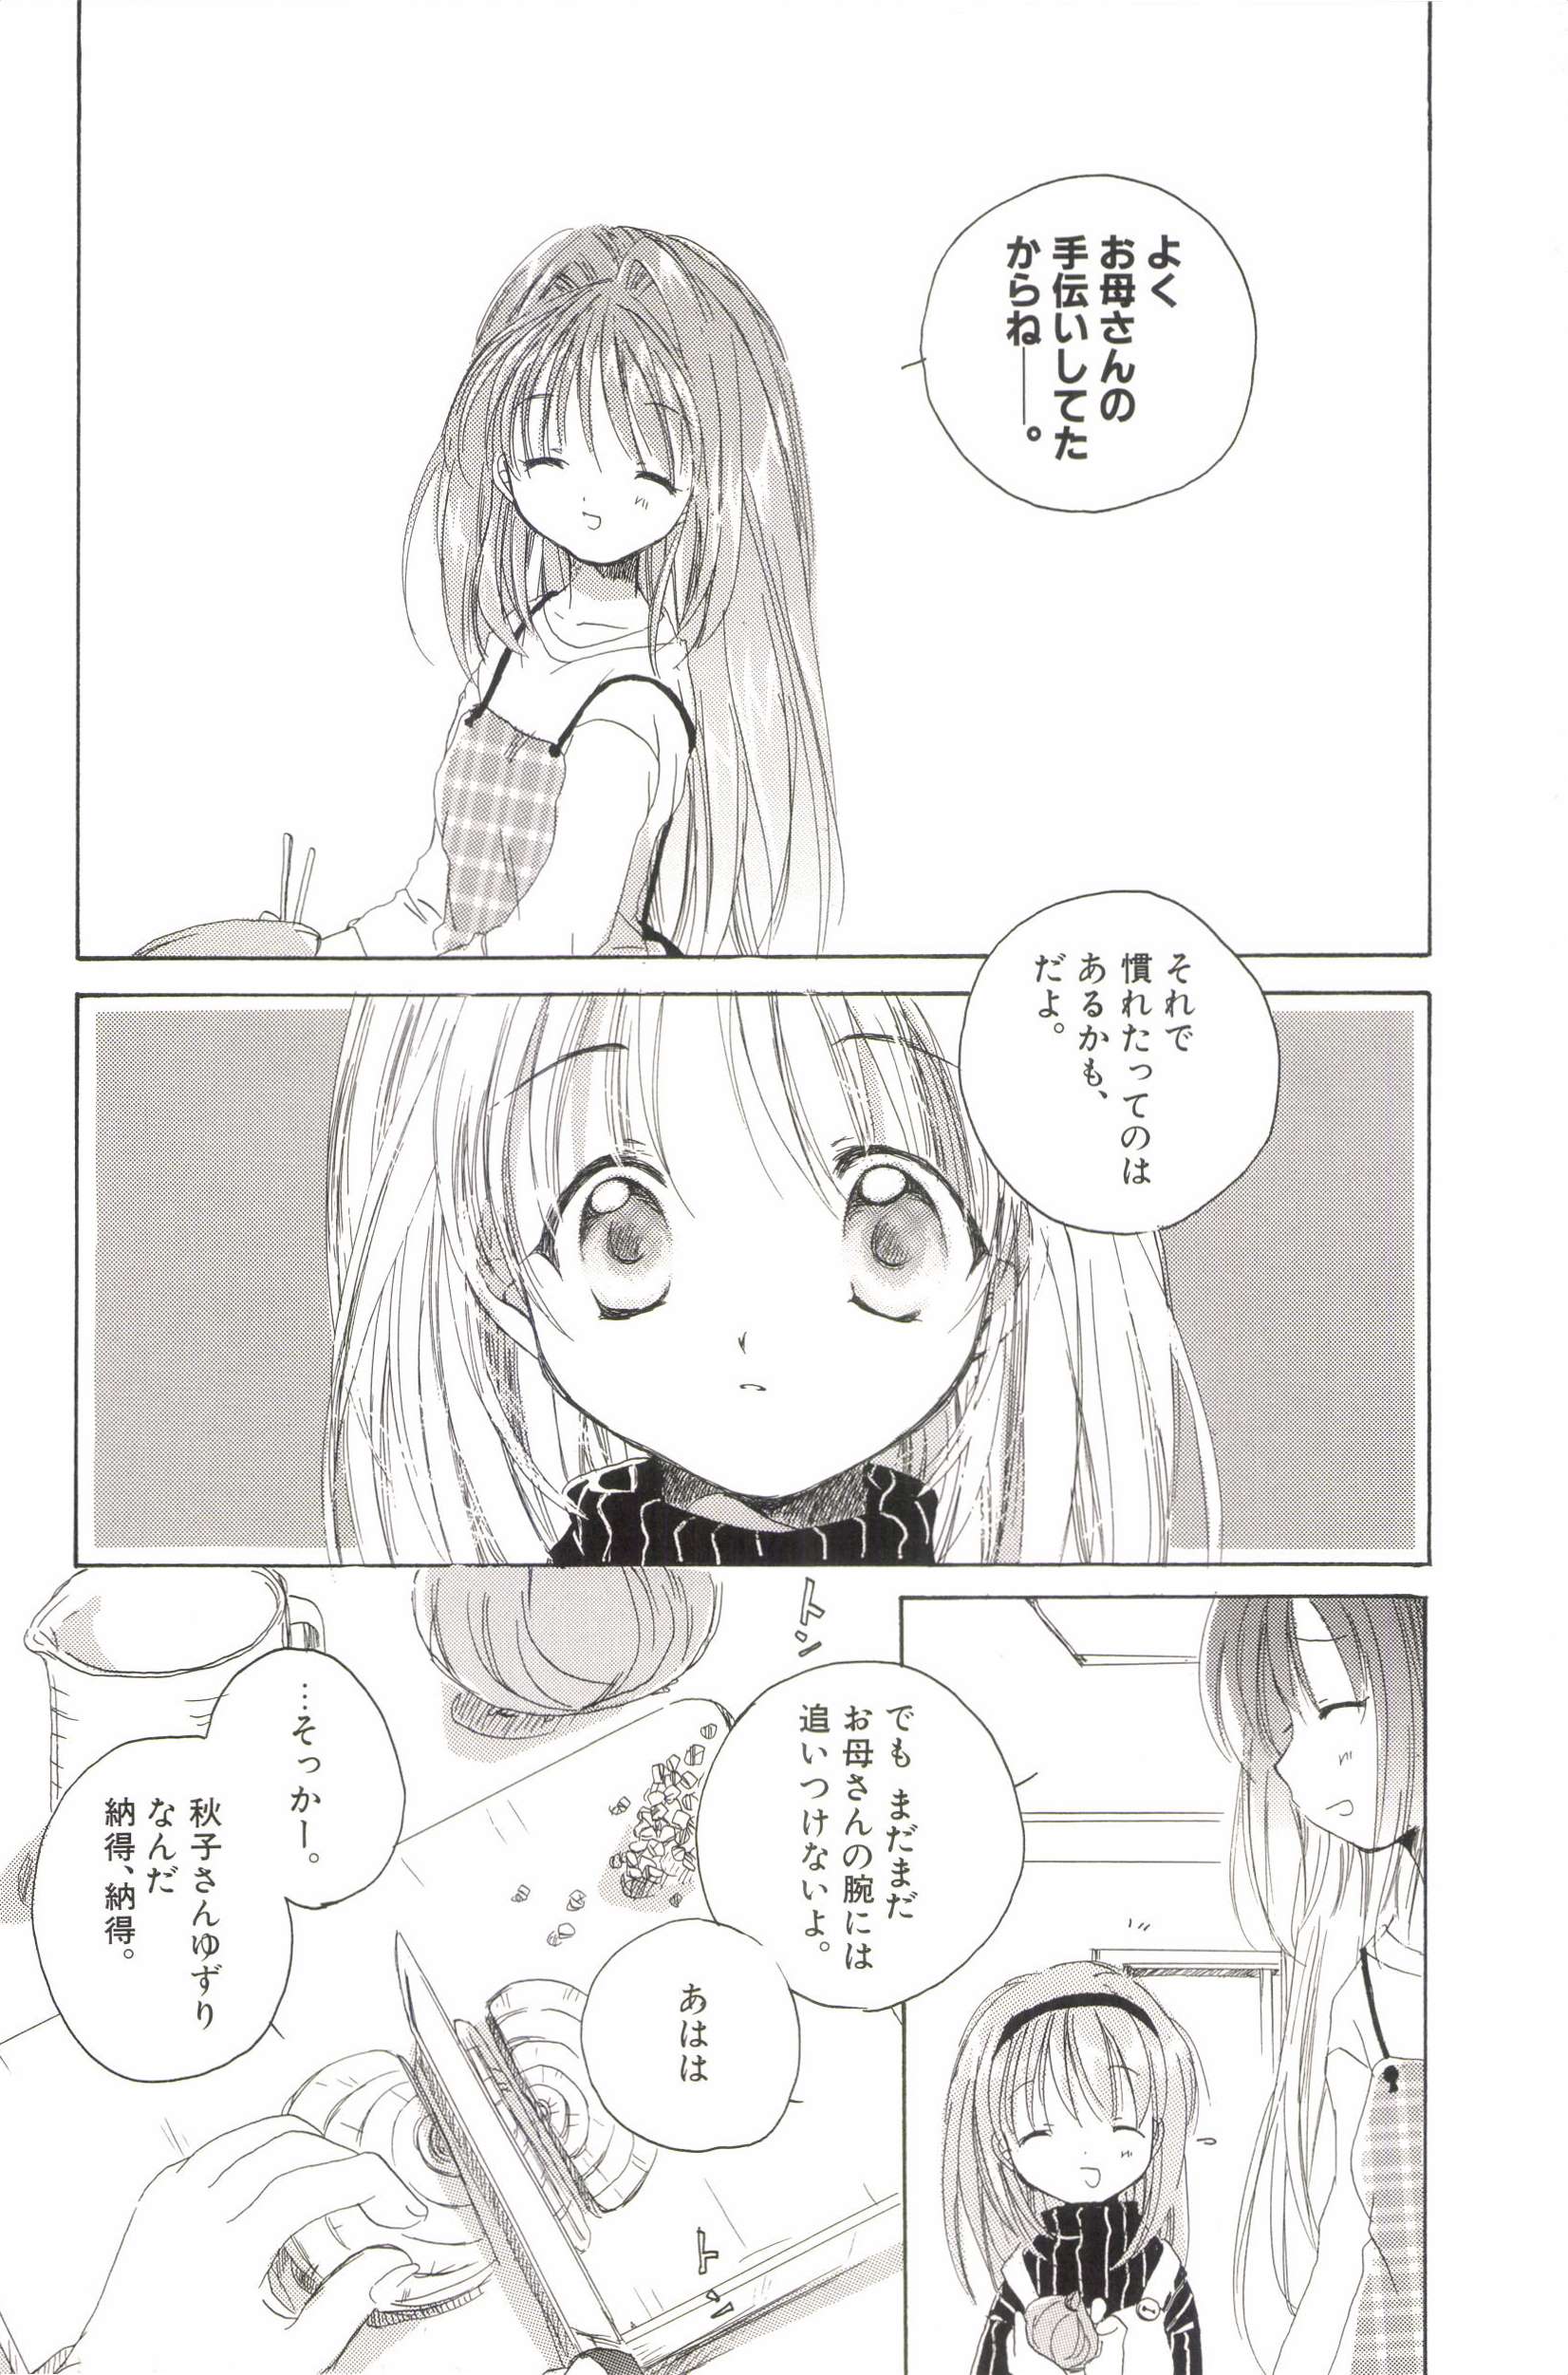 よく
お母さんの
手伝いしてた
からね――。
それで
慣れたってのは
あるかも、
だよ。
でも まだまだ
お母さんの腕には
追いつけないよ。
トン
あはは
…そっかー。
秋子さんゆずり
なんだ
納得、納得。
トン